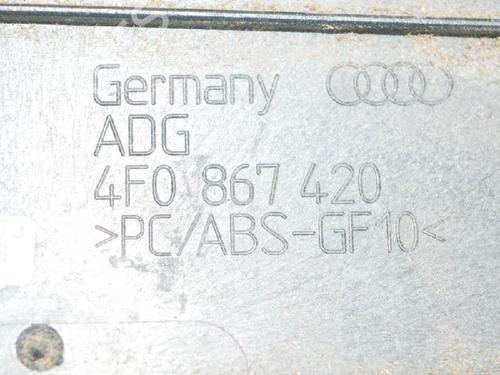 Germany
ADG
4F0 867 420
>PC/ABS-GF10<